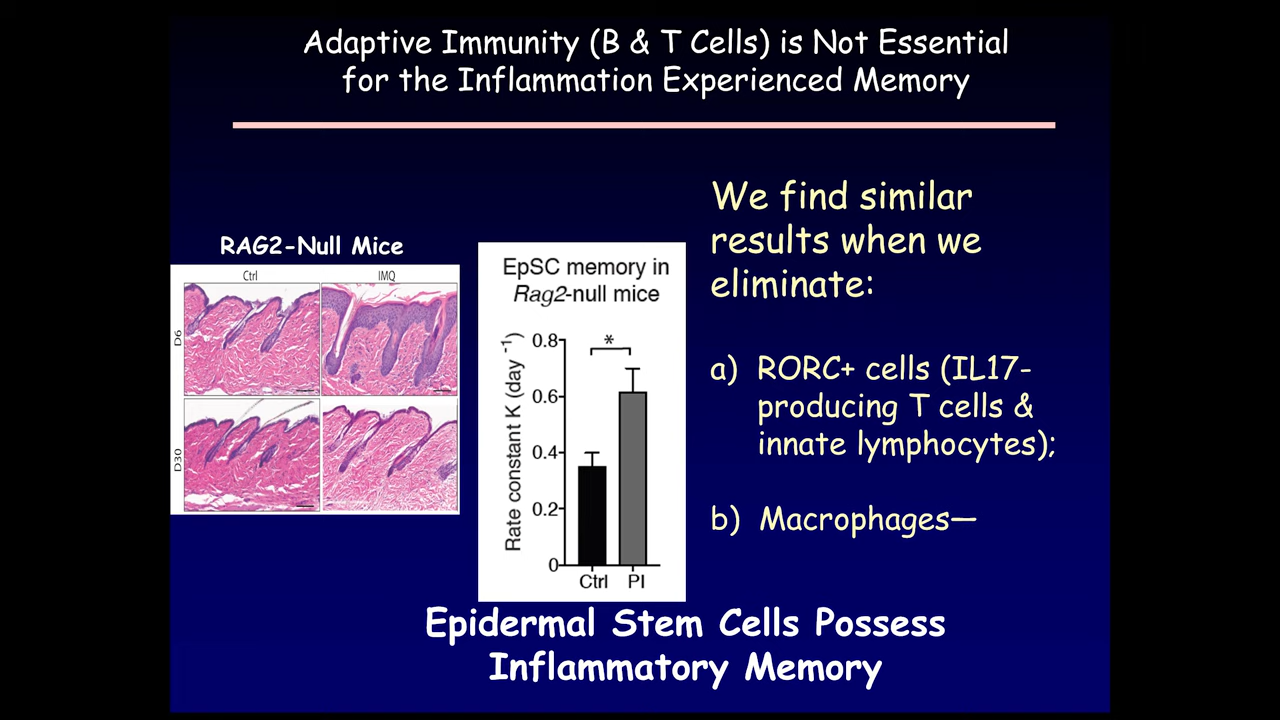 Adaptive Immunity (B & T Cells) is Not Essential
for the Inflammation Experienced Memory
RAG2-Null Mice
Ctrl
IMQ
D6
D30
EpSC memory in
Rag2-null mice
Rate constant K (day -1)
0.8
0.6
0.4
0.2
0
*
Ctrl
PI
We find similar
results when we
eliminate:
a) RORC+ cells (IL17-
producing T cells &
innate lymphocytes);
b) Macrophages—
Epidermal Stem Cells Possess
Inflammatory Memory